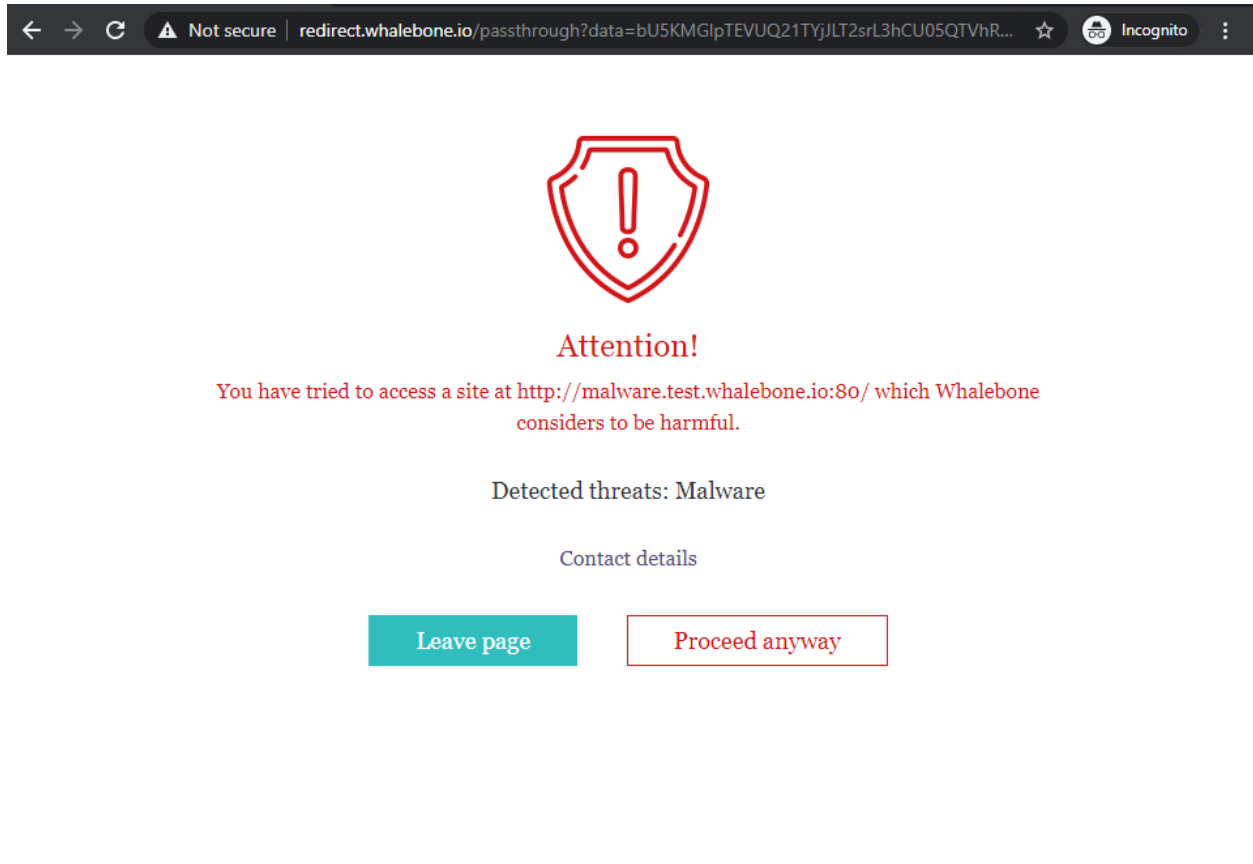 Not secure | redirect.whalebone.io/passthrough?data=bU5KMGIpTEVUQ21TYjJLT2srL3hCU05QTVhR... Incognito
Attention!
You have tried to access a site at http://malware.test.whalebone.io:80/ which Whalebone
considers to be harmful.
Detected threats: Malware
Contact details
Leave page Proceed anyway